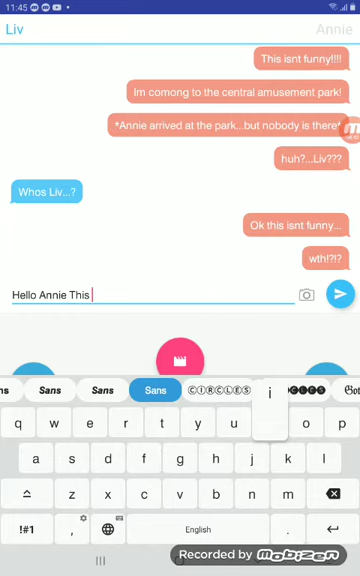 11:45
Liv Annie
This isnt funny!!!!
Im comong to the central amusement park!
*Annie arrived at the park...but nobody is there*
huh?...Liv???
Whos Liv...?
Ok this isnt funny...
wth!?!?
Hello Annie This
Sans Sans Sans ⒸⒾⓇⒸⓁⒺⓈ
q w e r t y u i o p
a s d f g h j k l
z x c v b n m
!#1 , English .
Recorded by mobizen